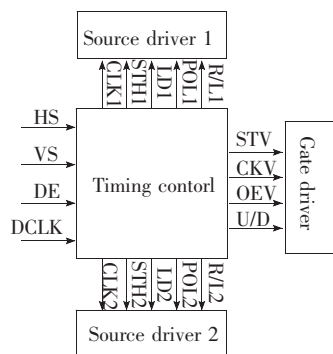 Source driver 1
CLK1
STH1
LD1
POL1
R/L1
HS
VS
DE
DCLK
Timing contorl
STV
CKV
OEV
U/D
Gate driver
CLK2
STH2
LD2
POL2
R/L2
Source driver 2